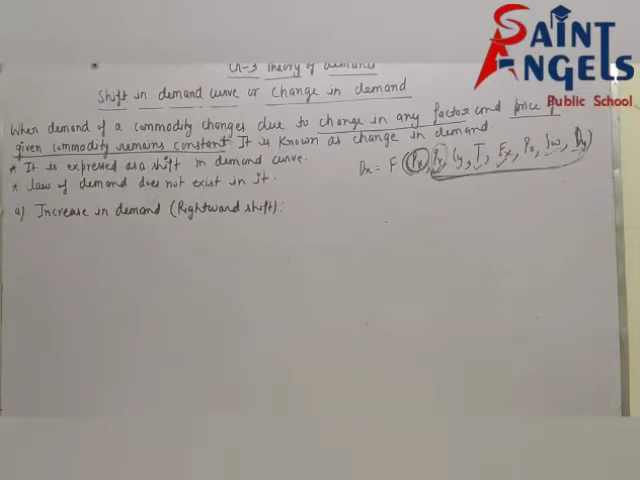 SAINT
ANGELS
Public School
Ch-3 Theory of demand
Shift in demand curve or change in demand
When demand of a commodity changes due to change in any factor and price of
given commodity remains constant. It is known as change in demand.
* It is expressed as a shift in demand curve.
Dx = F (Px, Pr, (y, T, Ex, Po, Sw, Dy)
* law of demand does not exist in it.
a) Increase in demand (Rightward shift):